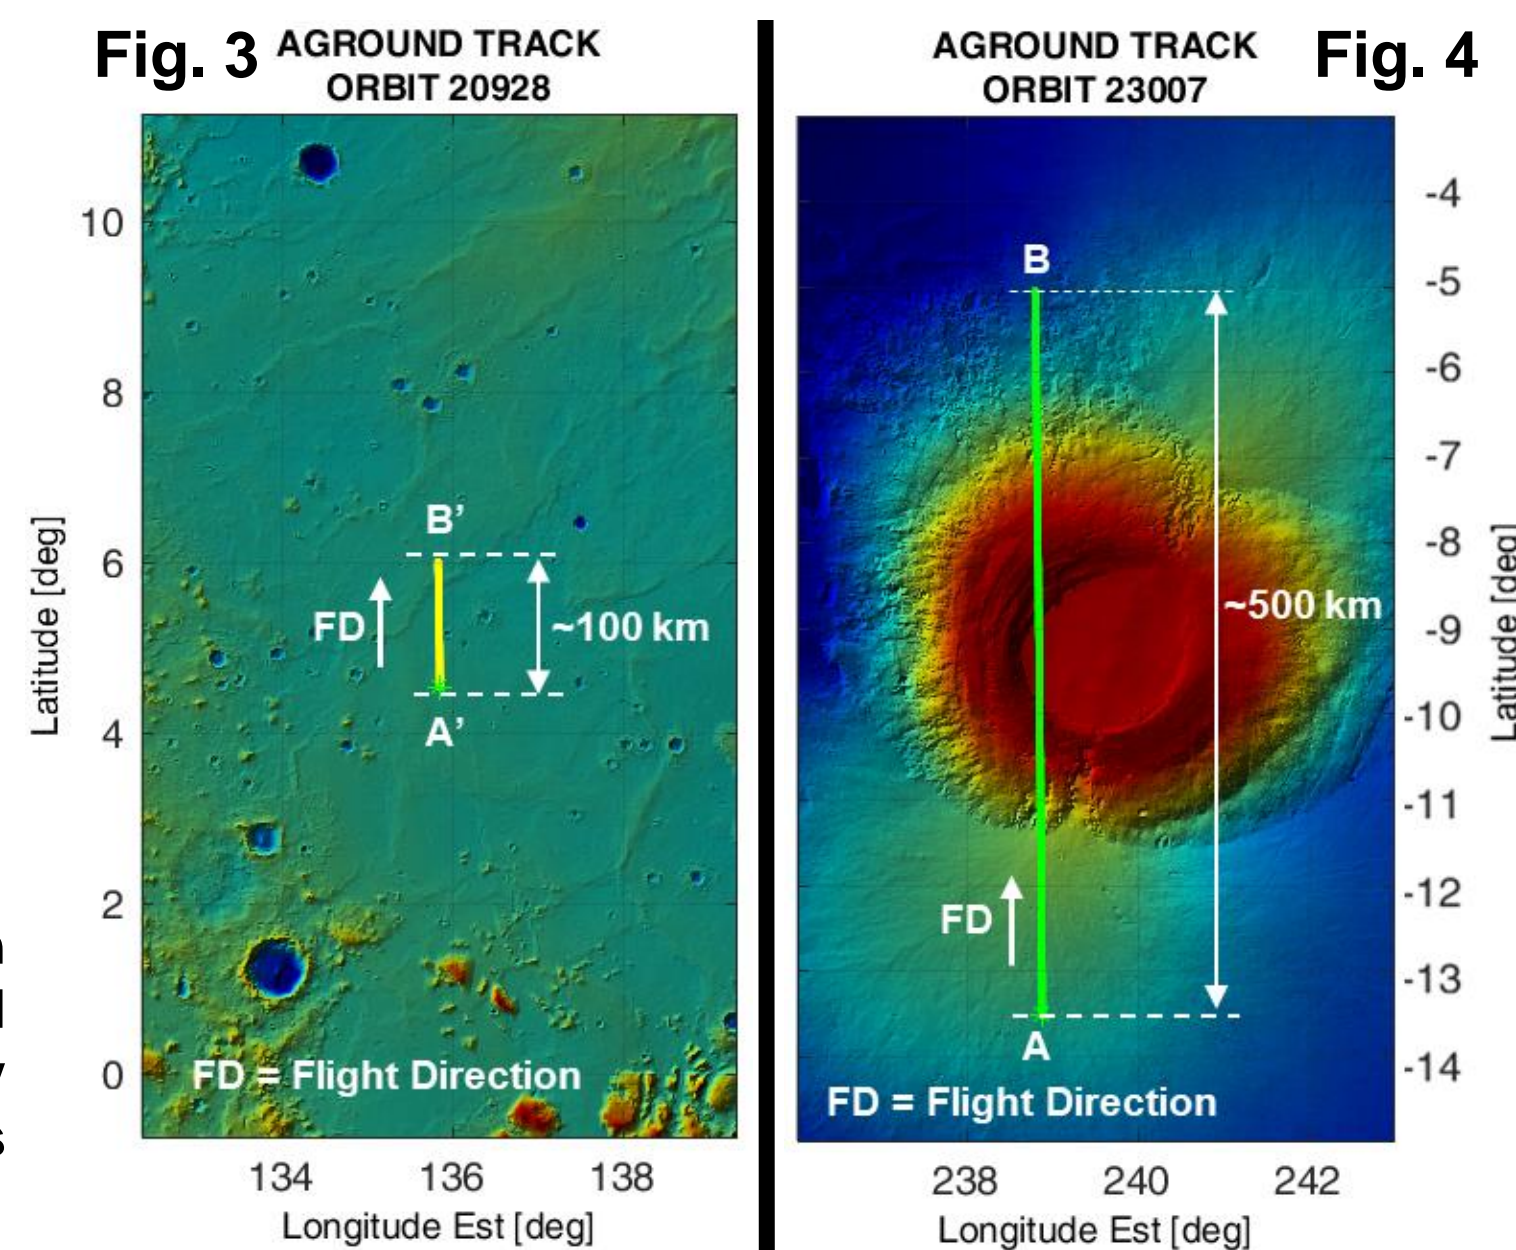 Fig. 3
AGROUND TRACK
ORBIT 20928
10
8
6
4
2
0
Latitude [deg]
B’
FD
~100 km
A’
FD = Flight Direction
134 136 138
Longitude Est [deg]
AGROUND TRACK
ORBIT 23007
Fig. 4
B
~500 km
FD
A
FD = Flight Direction
-4
-5
-6
-7
-8
-9
-10
-11
-12
-13
-14
Latitude [deg]
238 240 242
Longitude Est [deg]